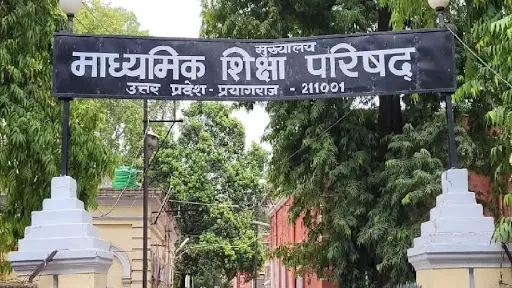 मुख्यालय
माध्यमिक शिक्षा परिषद्
उत्तर प्रदेश - प्रयागराज - 211001